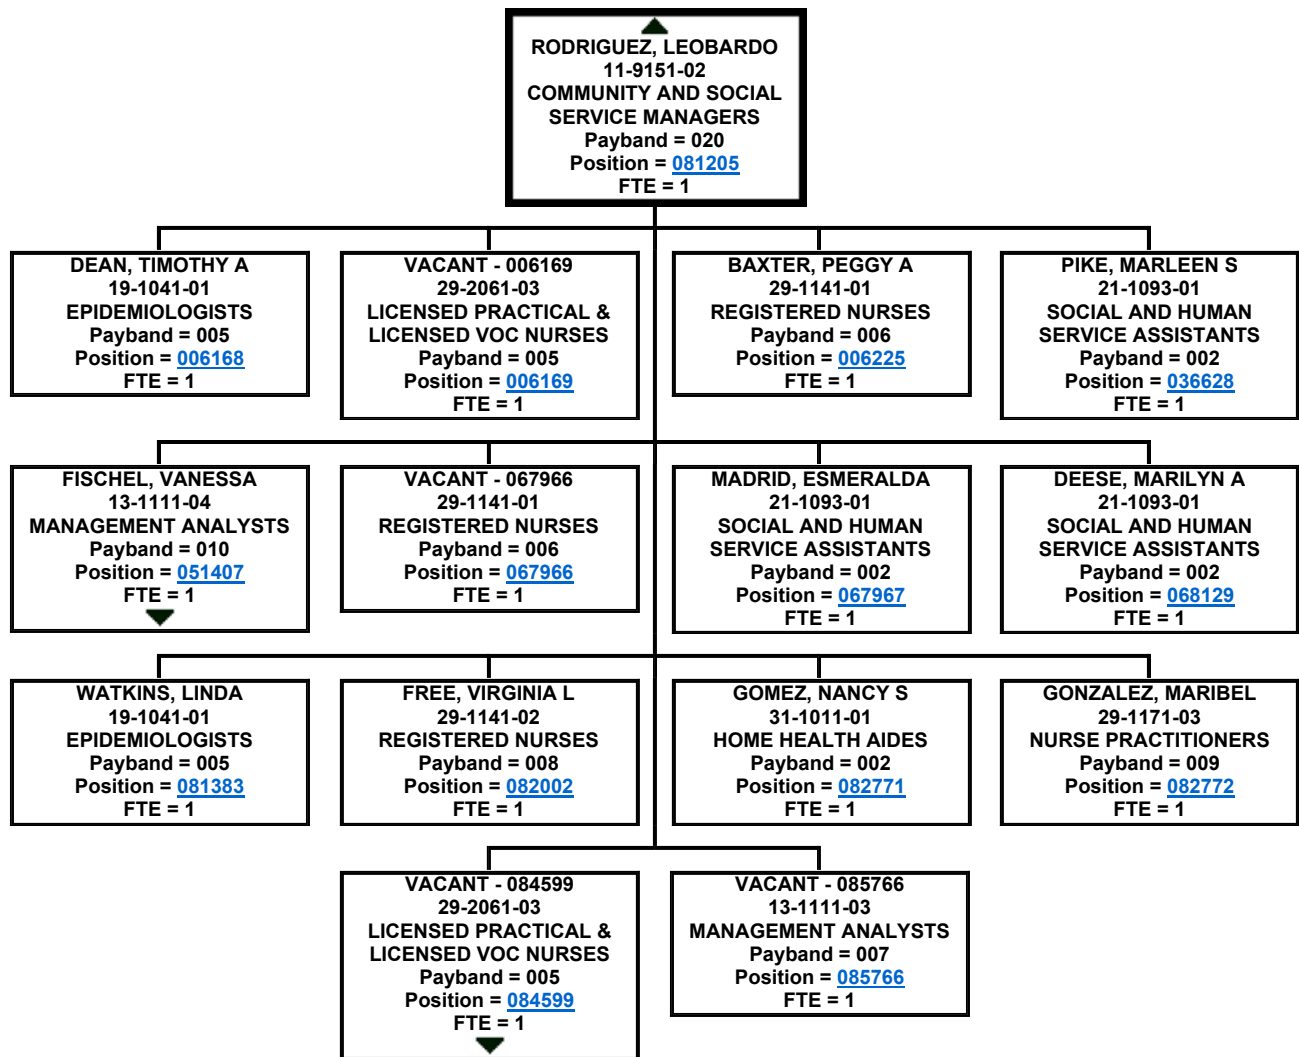 RODRIGUEZ, LEOBARDO
11-9151-02
COMMUNITY AND SOCIAL
SERVICE MANAGERS
Payband = 020
Position = 081205
FTE = 1
DEAN, TIMOTHY A
19-1041-01
EPIDEMIOLOGISTS
Payband = 005
Position = 006168
FTE = 1
VACANT - 006169
29-2061-03
LICENSED PRACTICAL &
LICENSED VOC NURSES
Payband = 005
Position = 006169
FTE = 1
BAXTER, PEGGY A
29-1141-01
REGISTERED NURSES
Payband = 006
Position = 006225
FTE = 1
PIKE, MARLEEN S
21-1093-01
SOCIAL AND HUMAN
SERVICE ASSISTANTS
Payband = 002
Position = 036628
FTE = 1
FISCHEL, VANESSA
13-1111-04
MANAGEMENT ANALYSTS
Payband = 010
Position = 051407
FTE = 1
VACANT - 067966
29-1141-01
REGISTERED NURSES
Payband = 006
Position = 067966
FTE = 1
MADRID, ESMERALDA
21-1093-01
SOCIAL AND HUMAN
SERVICE ASSISTANTS
Payband = 002
Position = 067967
FTE = 1
DEESE, MARILYN A
21-1093-01
SOCIAL AND HUMAN
SERVICE ASSISTANTS
Payband = 002
Position = 068129
FTE = 1
WATKINS, LINDA
19-1041-01
EPIDEMIOLOGISTS
Payband = 005
Position = 081383
FTE = 1
FREE, VIRGINIA L
29-1141-02
REGISTERED NURSES
Payband = 008
Position = 082002
FTE = 1
GOMEZ, NANCY S
31-1011-01
HOME HEALTH AIDES
Payband = 002
Position = 082771
FTE = 1
GONZALEZ, MARIBEL
29-1171-03
NURSE PRACTITIONERS
Payband = 009
Position = 082772
FTE = 1
VACANT - 084599
29-2061-03
LICENSED PRACTICAL &
LICENSED VOC NURSES
Payband = 005
Position = 084599
FTE = 1
VACANT - 085766
13-1111-03
MANAGEMENT ANALYSTS
Payband = 007
Position = 085766
FTE = 1